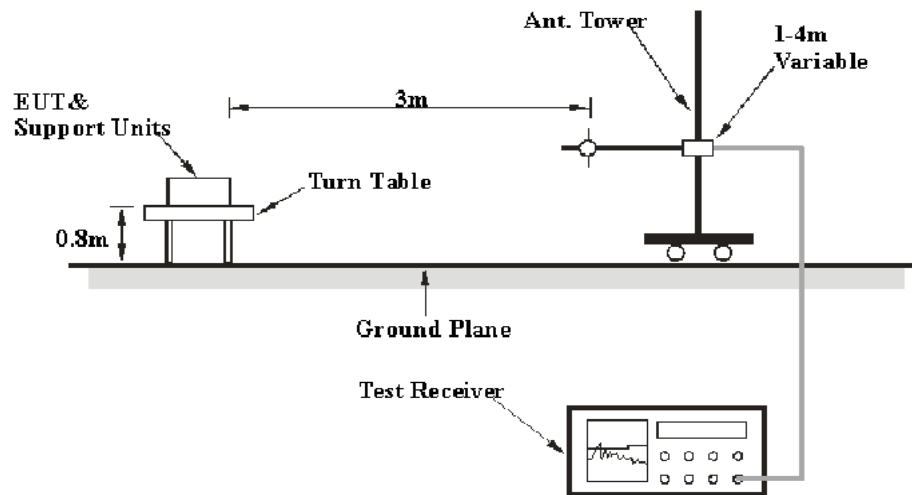 Ant. Tower
1-4m
Variable
EUT&
Support Units
3m
Turn Table
0.8m
Ground Plane
Test Receiver